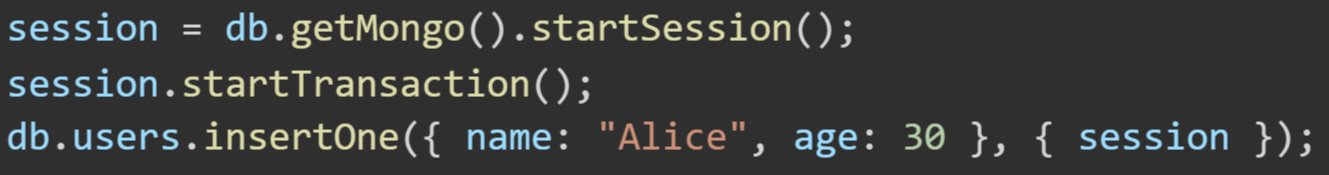 session = db.getMongo().startSession();
session.startTransaction();
db.users.insertOne({ name: "Alice", age: 30 }, { session });